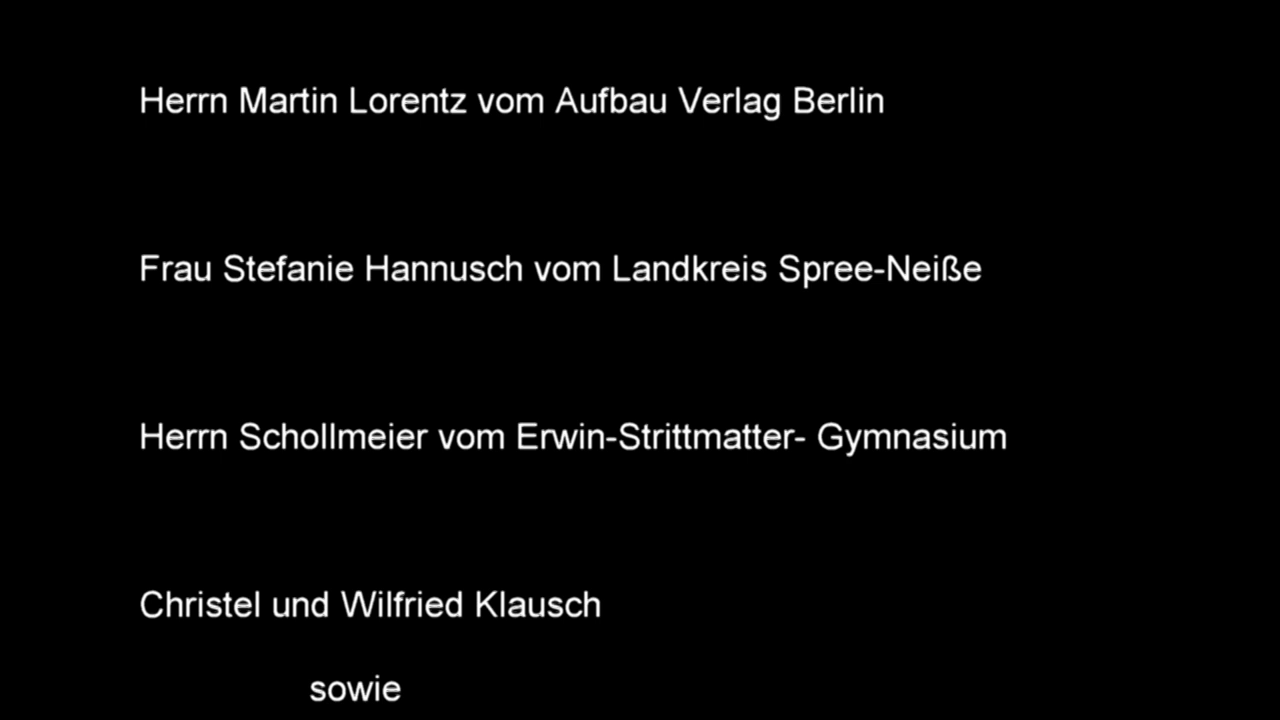 Herrn Martin Lorentz vom Aufbau Verlag Berlin
Frau Stefanie Hannusch vom Landkreis Spree-Neiße
Herrn Schollmeier vom Erwin-Strittmatter- Gymnasium
Christel und Wilfried Klausch
sowie